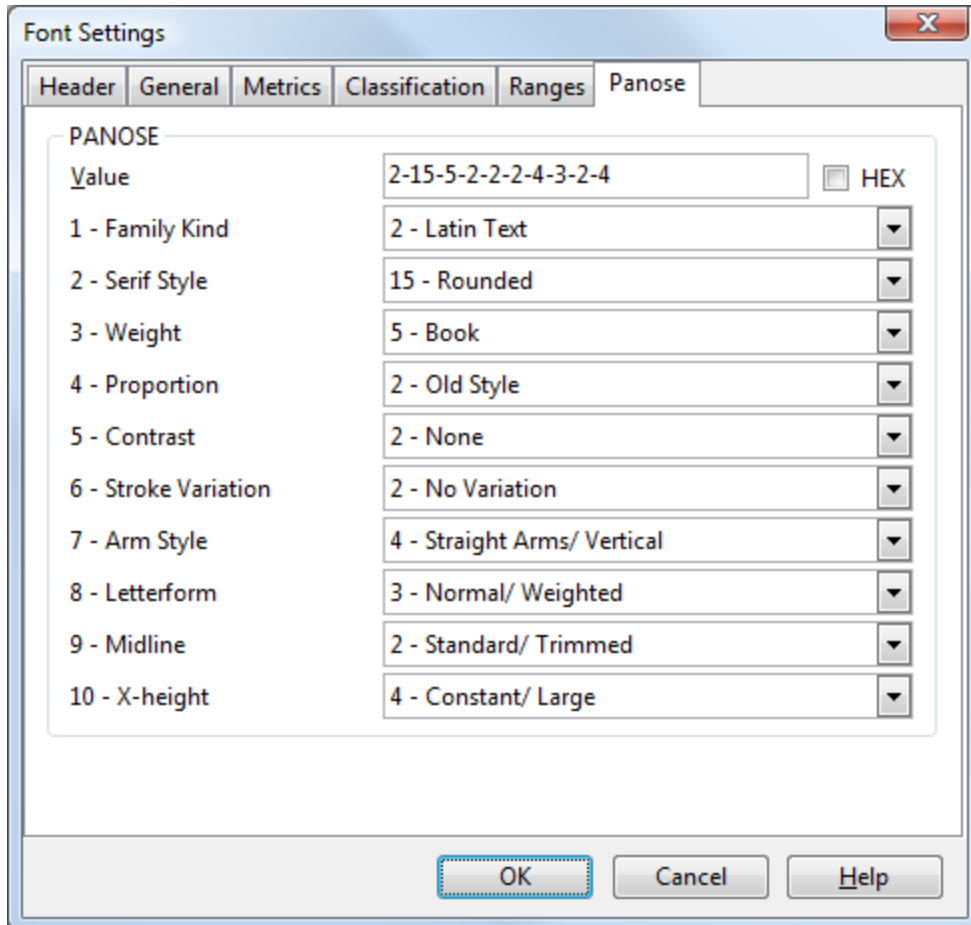 Font Settings
Header General Metrics Classification Ranges Panose
PANOSE
Value 2-15-5-2-2-2-4-3-2-4 HEX
1 - Family Kind 2 - Latin Text
2 - Serif Style 15 - Rounded
3 - Weight 5 - Book
4 - Proportion 2 - Old Style
5 - Contrast 2 - None
6 - Stroke Variation 2 - No Variation
7 - Arm Style 4 - Straight Arms/ Vertical
8 - Letterform 3 - Normal/ Weighted
9 - Midline 2 - Standard/ Trimmed
10 - X-height 4 - Constant/ Large
OK Cancel Help